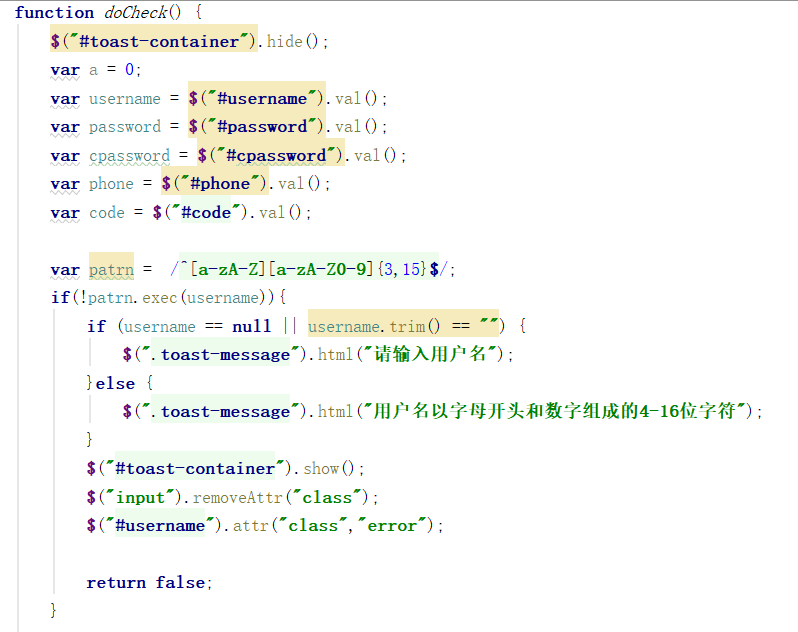 function doCheck() {
$("#toast-container").hide();
var a = 0;
var username = $("#username").val();
var password = $("#password").val();
var cpassword = $("#cpassword").val();
var phone = $("#phone").val();
var code = $("#code").val();
var patrn =  /^[a-zA-Z][a-zA-Z0-9]{3,15}$/;
if(!patrn.exec(username)){
if (username == null || username.trim() == "") {
$(".toast-message").html("请输入用户名");
}else {
$(".toast-message").html("用户名以字母开头和数字组成的4-16位字符");
}
$("#toast-container").show();
$("input").removeAttr("class");
$("#username").attr("class","error");
return false;
}